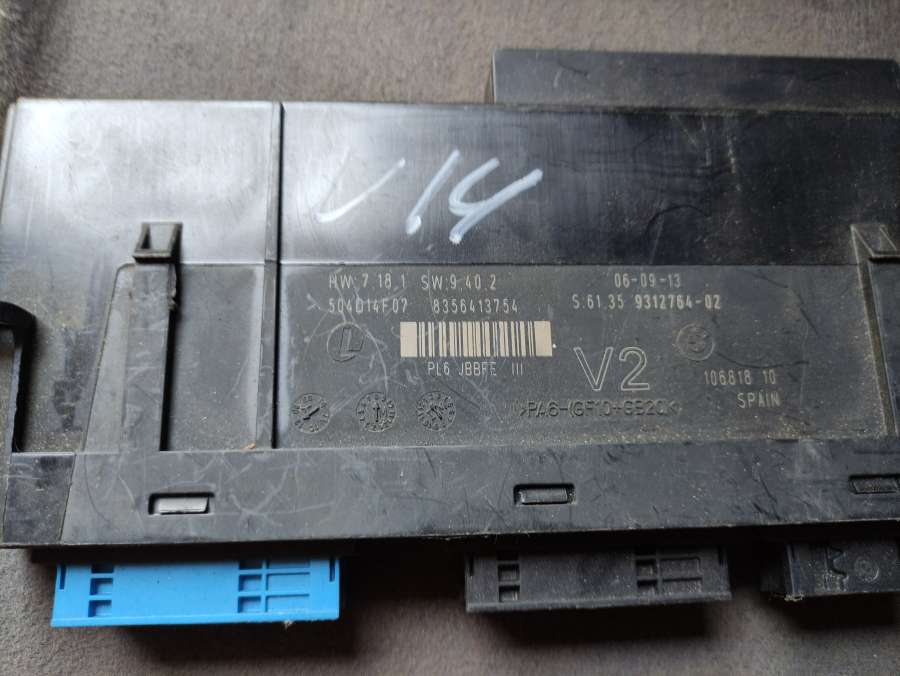 V.14
HW:7.18.1 SW:9.40.2 06-09-13
504D14F07 8356413754 S:61.35 9312764-02
L
PL6 JBBFE III V2 106818 10
SPAIN
>PA6-(GF10+GB20)<